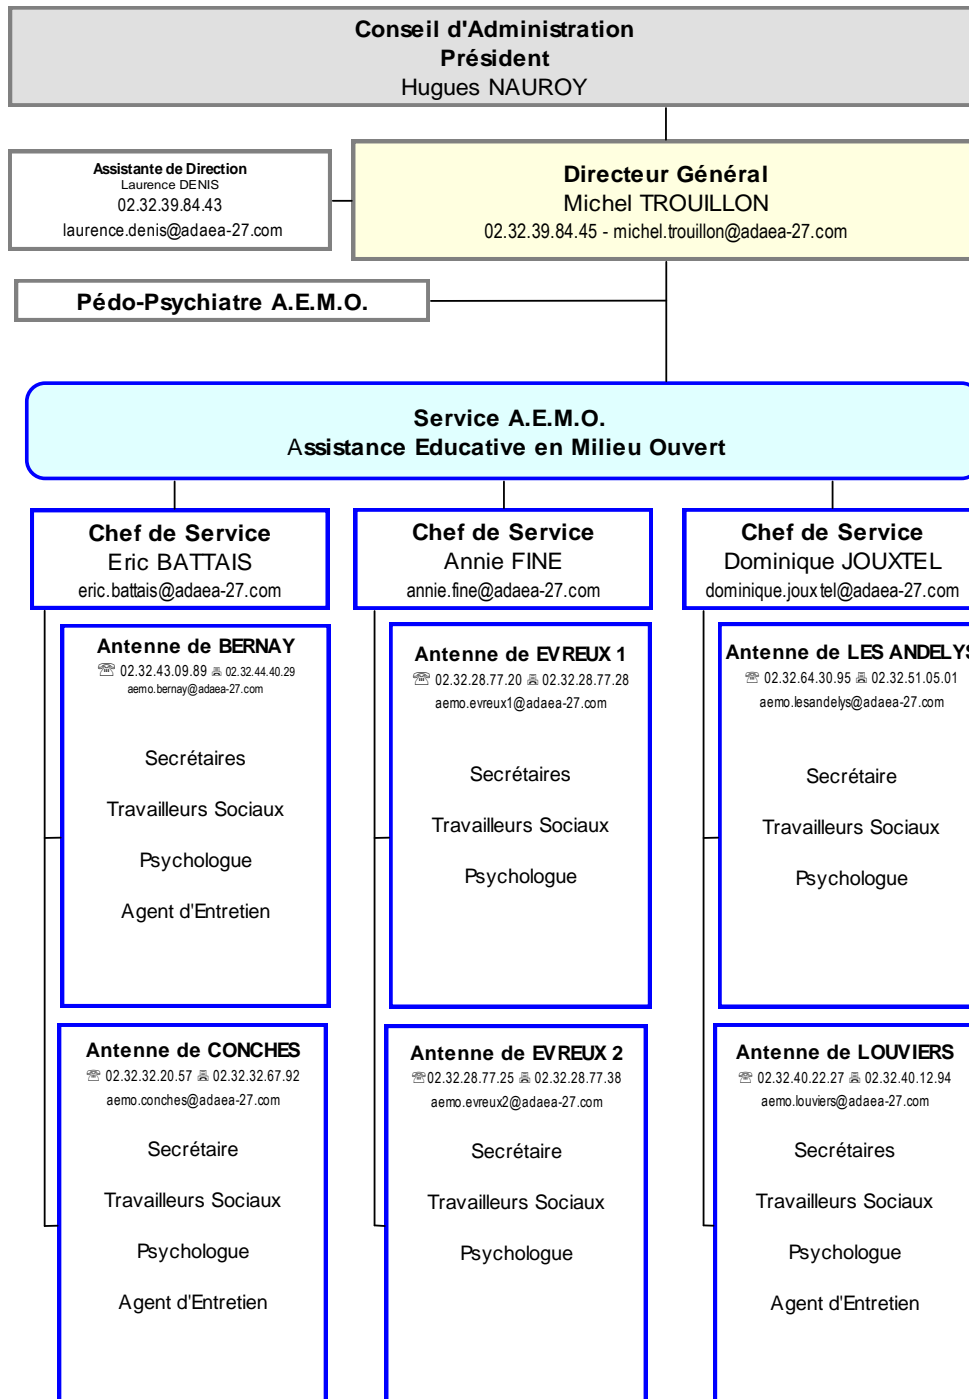 Conseil d'Administration
Président
Hugues NAUROY
Assistante de Direction
Laurence DENIS
02.32.39.84.43
laurence.denis@adaea-27.com
Directeur Général
Michel TROUILLON
02.32.39.84.45 - michel.trouillon@adaea-27.com
Pédo-Psychiatre A.E.M.O.
Service A.E.M.O.
Assistance Educative en Milieu Ouvert
Chef de Service
Eric BATTAIS
eric.battais@adaea-27.com
Antenne de BERNAY
☏ 02.32.43.09.89 🖷 02.32.44.40.29
aemo.bernay@adaea-27.com
Secrétaires
Travailleurs Sociaux
Psychologue
Agent d'Entretien
Antenne de CONCHES
☏ 02.32.32.20.57 🖷 02.32.32.67.92
aemo.conches@adaea-27.com
Secrétaire
Travailleurs Sociaux
Psychologue
Agent d'Entretien
Chef de Service
Annie FINE
annie.fine@adaea-27.com
Antenne de EVREUX 1
☏ 02.32.28.77.20 🖷 02.32.28.77.28
aemo.evreux1@adaea-27.com
Secrétaires
Travailleurs Sociaux
Psychologue
Antenne de EVREUX 2
☏02.32.28.77.25 🖷 02.32.28.77.38
aemo.evreux2@adaea-27.com
Secrétaire
Travailleurs Sociaux
Psychologue
Chef de Service
Dominique JOUXTEL
dominique.jouxtel@adaea-27.com
Antenne de LES ANDELYS
☏ 02.32.64.30.95 🖷 02.32.51.05.01
aemo.lesandelys@adaea-27.com
Secrétaire
Travailleurs Sociaux
Psychologue
Antenne de LOUVIERS
☏ 02.32.40.22.27 🖷 02.32.40.12.94
aemo.louviers@adaea-27.com
Secrétaires
Travailleurs Sociaux
Psychologue
Agent d'Entretien